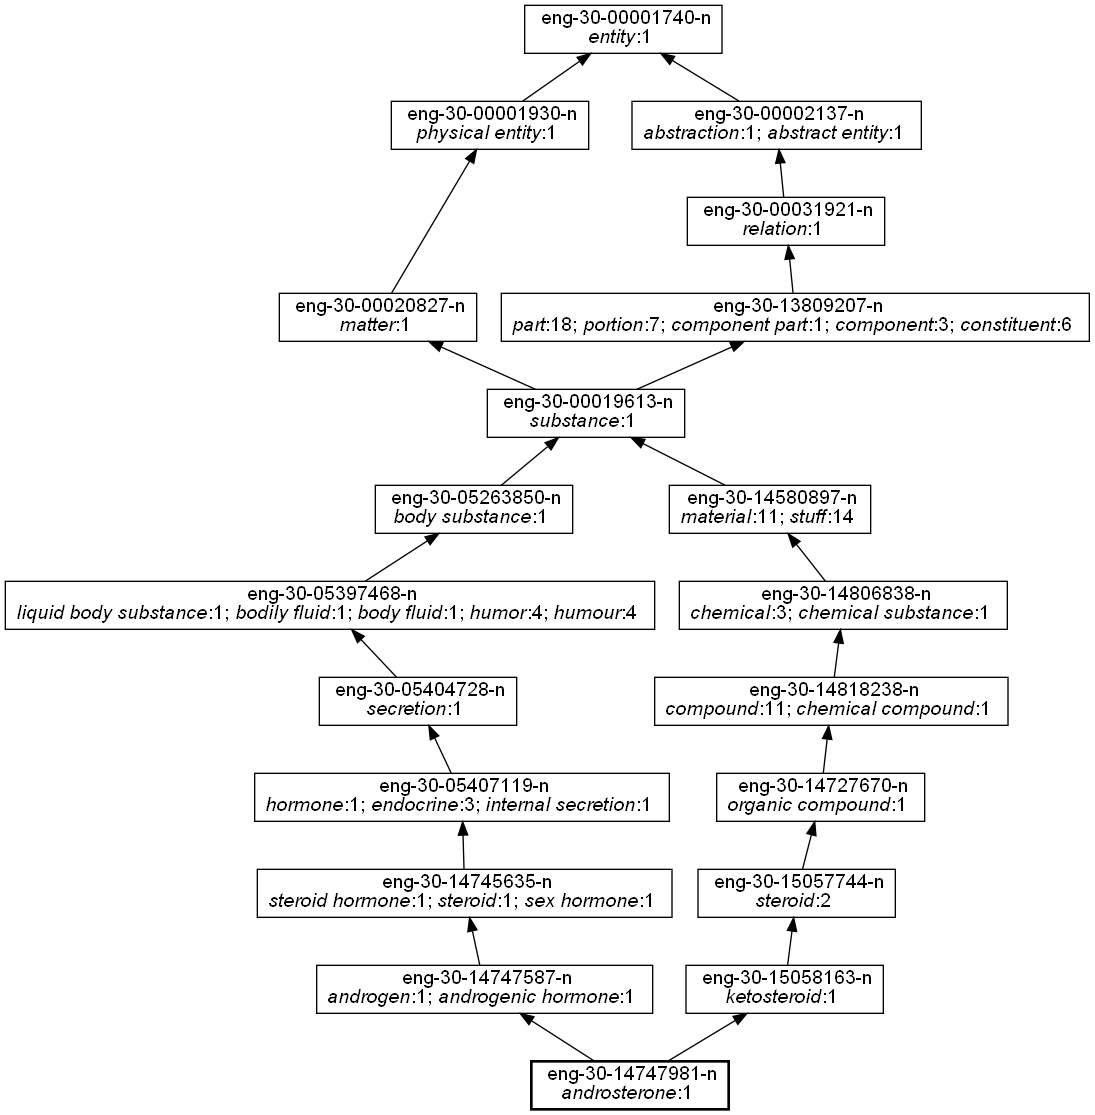 eng-30-00001740-n
entity:1
eng-30-00001930-n
physical entity:1
eng-30-00002137-n
abstraction:1; abstract entity:1
eng-30-00031921-n
relation:1
eng-30-00020827-n
matter:1
eng-30-13809207-n
part:18; portion:7; component part:1; component:3; constituent:6
eng-30-00019613-n
substance:1
eng-30-05263850-n
body substance:1
eng-30-14580897-n
material:11; stuff:14
eng-30-05397468-n
liquid body substance:1; bodily fluid:1; body fluid:1; humor:4; humour:4
eng-30-14806838-n
chemical:3; chemical substance:1
eng-30-05404728-n
secretion:1
eng-30-14818238-n
compound:11; chemical compound:1
eng-30-05407119-n
hormone:1; endocrine:3; internal secretion:1
eng-30-14727670-n
organic compound:1
eng-30-14745635-n
steroid hormone:1; steroid:1; sex hormone:1
eng-30-15057744-n
steroid:2
eng-30-14747587-n
androgen:1; androgenic hormone:1
eng-30-15058163-n
ketosteroid:1
eng-30-14747981-n
androsterone:1